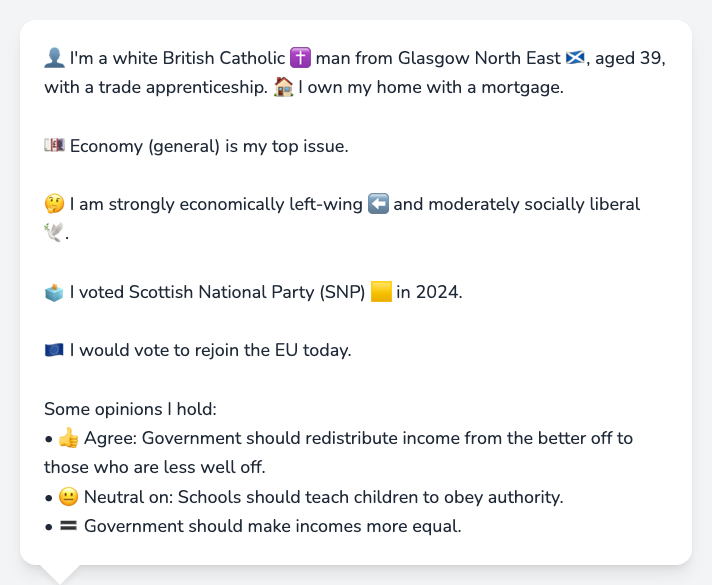 👤 I'm a white British Catholic ✝️ man from Glasgow North East 🏴󠁧󠁢󠁳󠁣󠁴󠁿, aged 39,
with a trade apprenticeship. 🏠 I own my home with a mortgage.
💷 Economy (general) is my top issue.
🤔 I am strongly economically left-wing ⬅️ and moderately socially liberal
🕊️.
🗳️ I voted Scottish National Party (SNP) 🟨 in 2024.
🇪🇺 I would vote to rejoin the EU today.
Some opinions I hold:
• 👍 Agree: Government should redistribute income from the better off to
those who are less well off.
• 😐 Neutral on: Schools should teach children to obey authority.
• 🟰 Government should make incomes more equal.